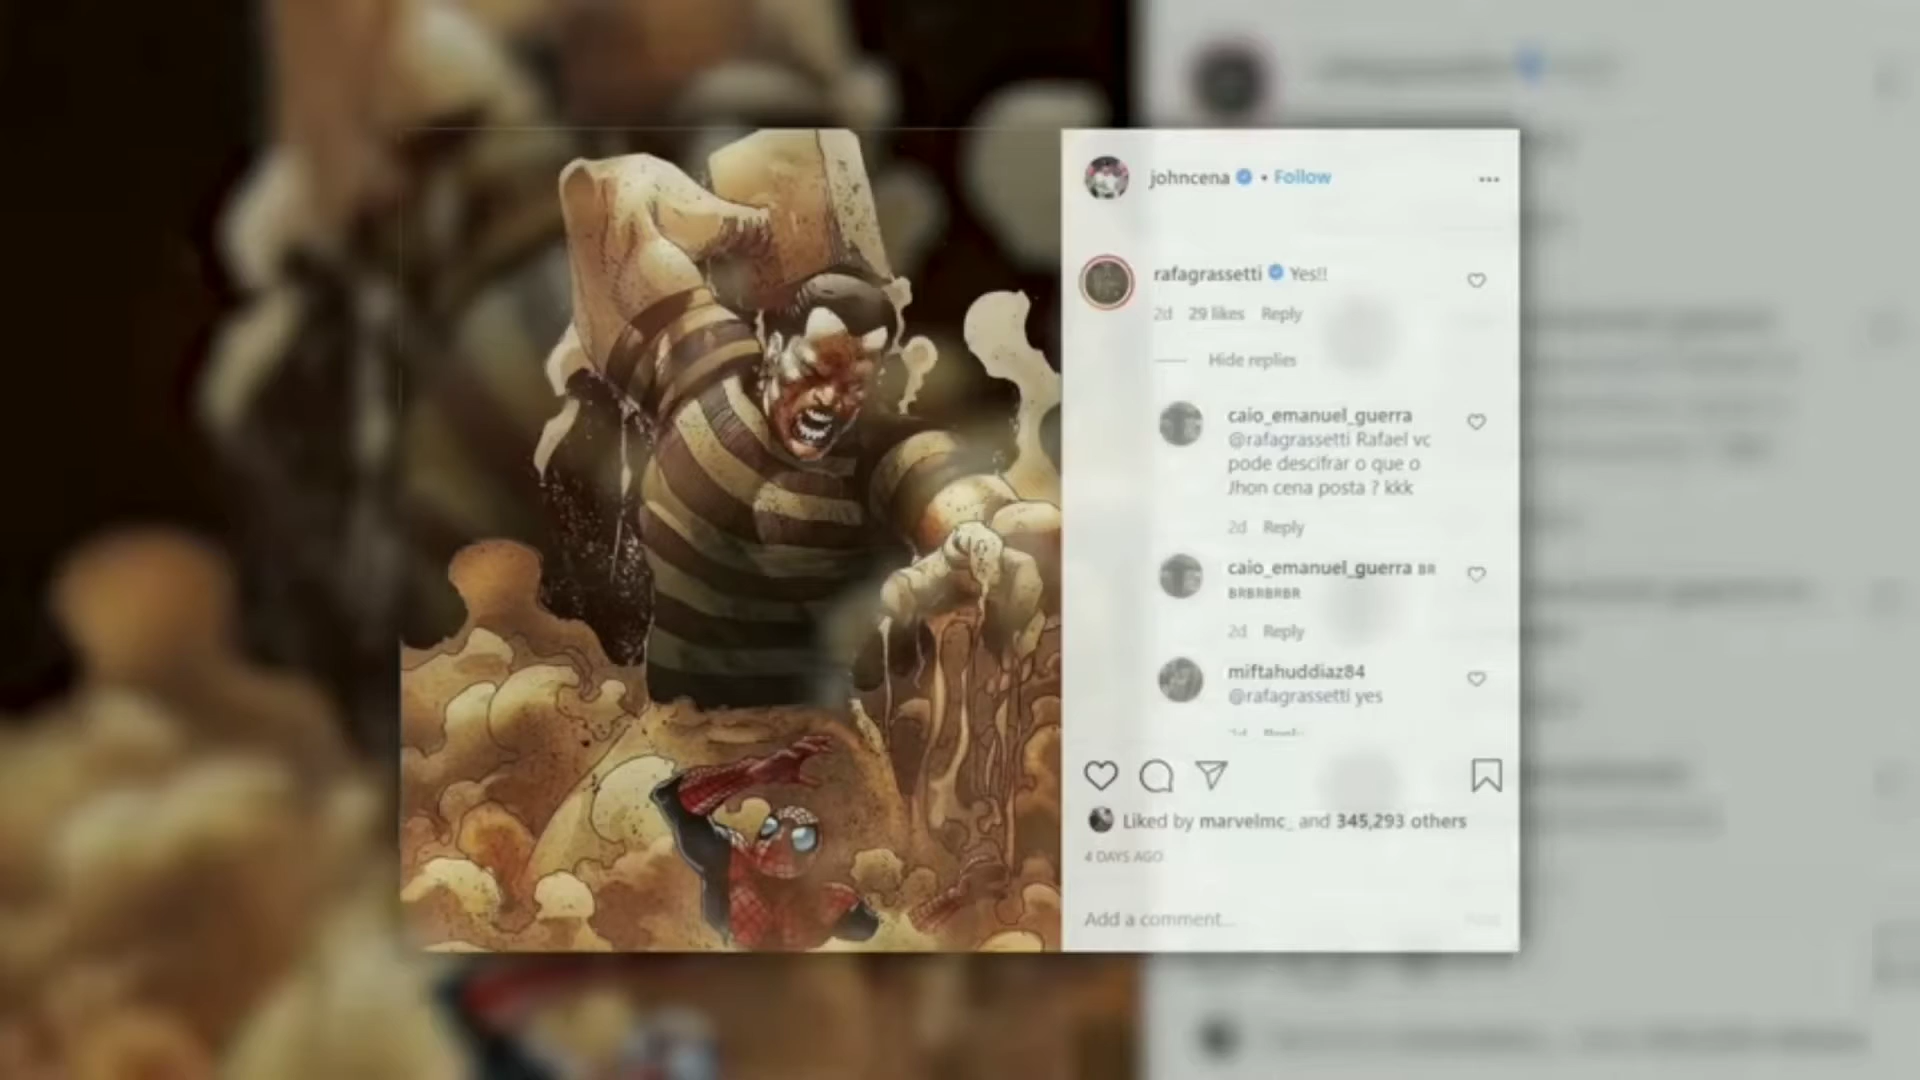 johncena • Follow
rafagrassetti Yes!!
2d 29 likes Reply
Hide replies
caio_emanuel_guerra
@rafagrassetti Rafael vc
pode descifrar o que o
Jhon cena posta ? kkk
2d Reply
caio_emanuel_guerra BR
BRBRBRBR
2d Reply
miftahuddiaz84
@rafagrassetti yes
Liked by marvelmc_ and 345,293 others
4 DAYS AGO
Add a comment...